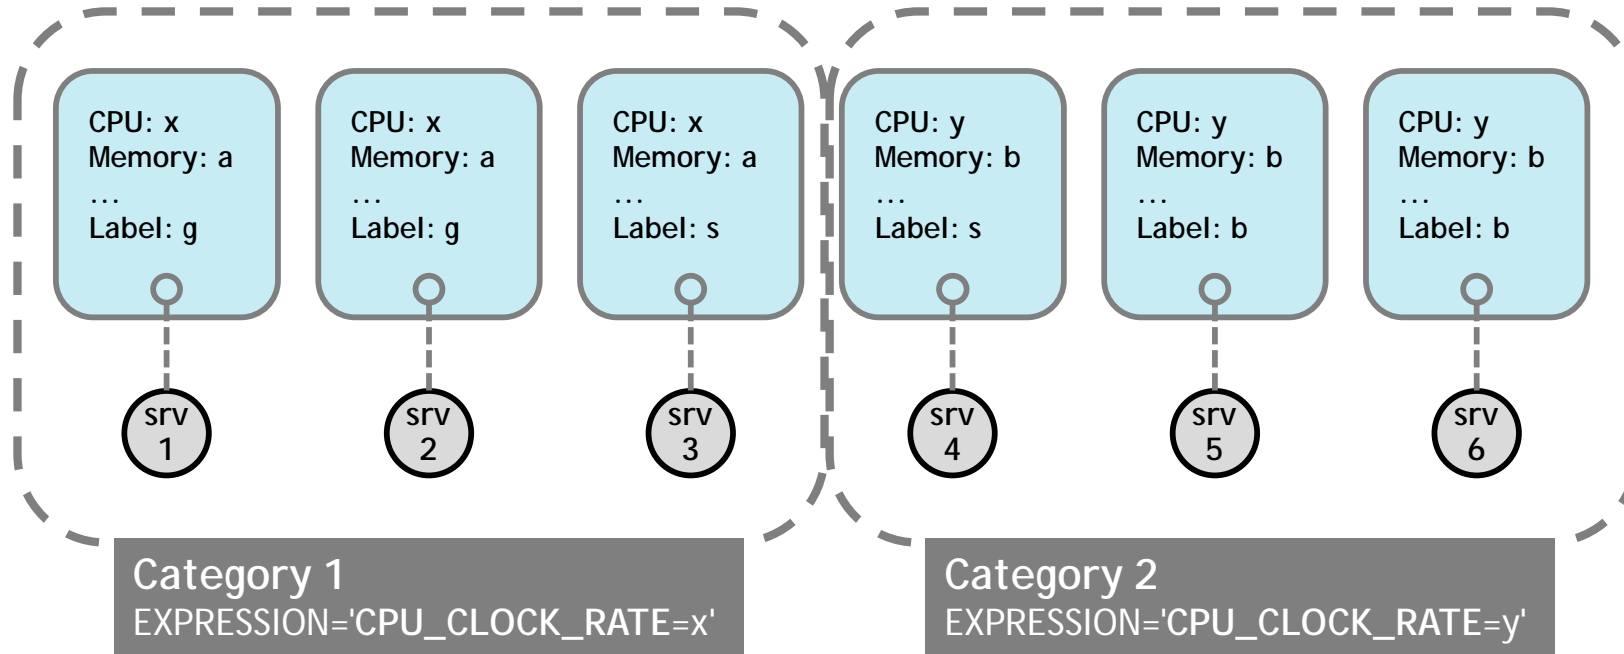 CPU: x
Memory: a
...
Label: g
CPU: x
Memory: a
...
Label: g
CPU: x
Memory: a
...
Label: s
CPU: y
Memory: b
...
Label: s
CPU: y
Memory: b
...
Label: b
CPU: y
Memory: b
...
Label: b
srv
1
srv
2
srv
3
srv
4
srv
5
srv
6
Category 1
EXPRESSION='CPU_CLOCK_RATE=x'
Category 2
EXPRESSION='CPU_CLOCK_RATE=y'